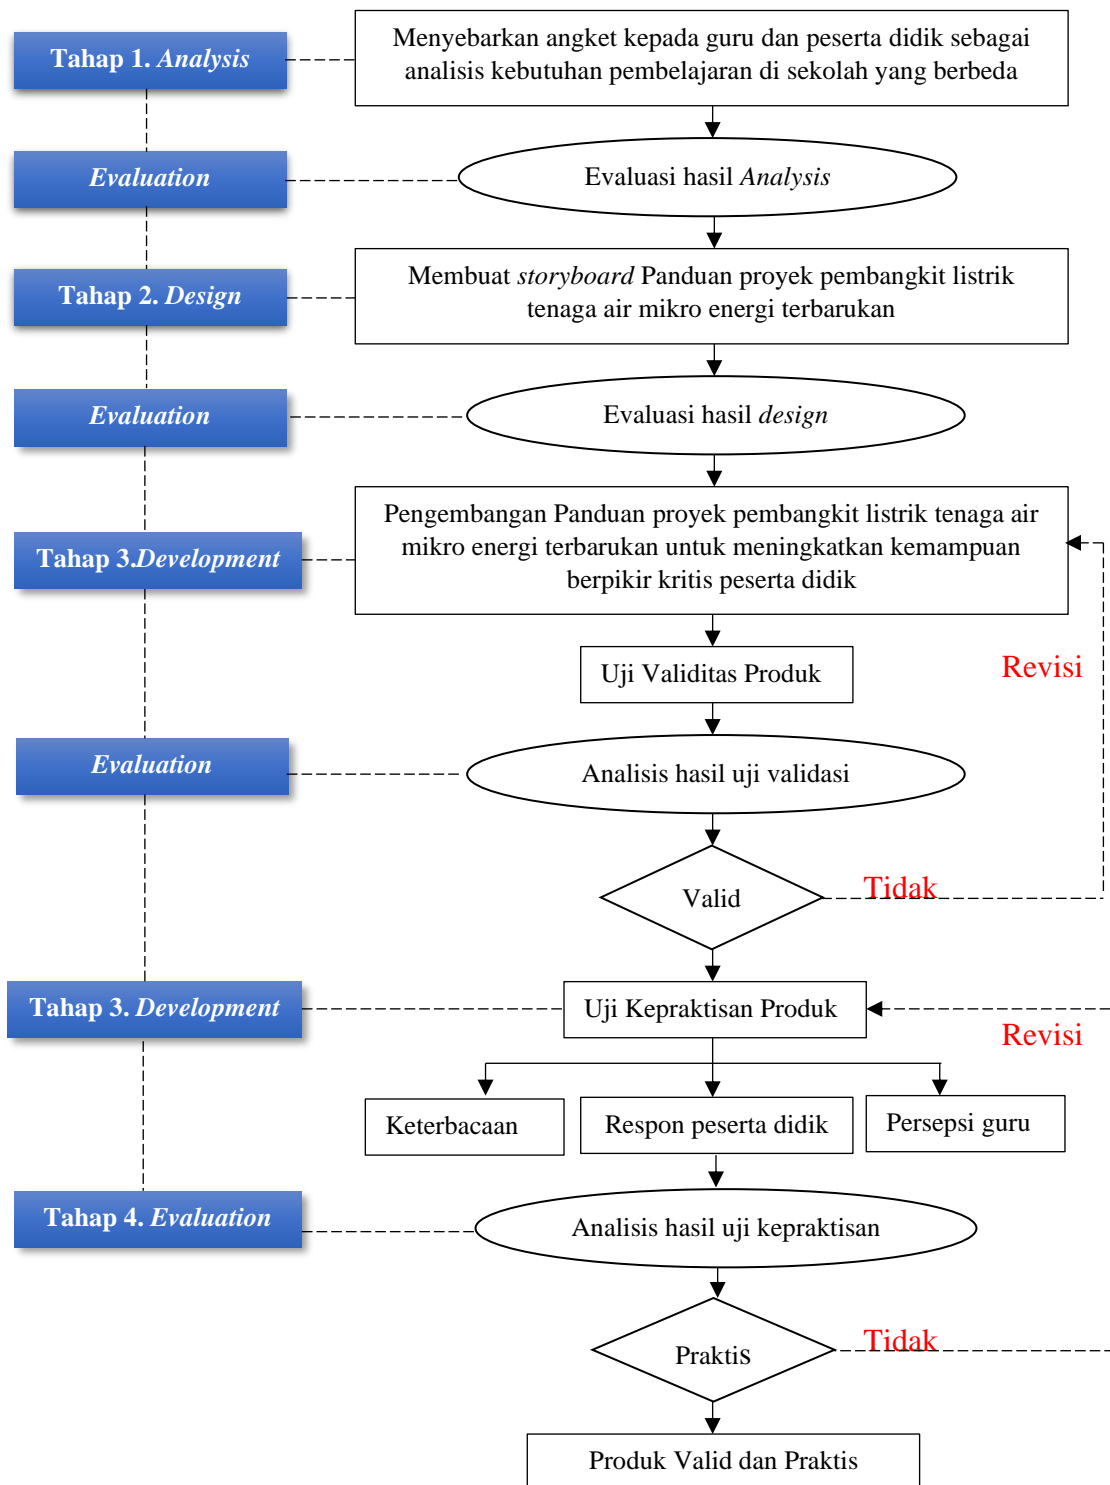 Tahap 1. Analysis
Menyebarkan angket kepada guru dan peserta didik sebagai
analisis kebutuhan pembelajaran di sekolah yang berbeda
Evaluation
Evaluasi hasil Analysis
Tahap 2. Design
Membuat storyboard Panduan proyek pembangkit listrik
tenaga air mikro energi terbarukan
Evaluation
Evaluasi hasil design
Tahap 3.Development
Pengembangan Panduan proyek pembangkit listrik tenaga air
mikro energi terbarukan untuk meningkatkan kemampuan
berpikir kritis peserta didik
Uji Validitas Produk
Revisi
Evaluation
Analisis hasil uji validasi
Valid
Tidak
Tahap 3. Development
Uji Kepraktisan Produk
Revisi
Keterbacaan
Respon peserta didik
Persepsi guru
Tahap 4. Evaluation
Analisis hasil uji kepraktisan
Praktis
Tidak
Produk Valid dan Praktis